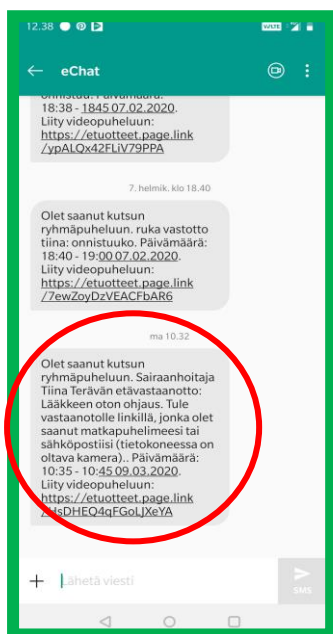 12.38
VoLTE
eChat
18:38 - 1845 07.02.2020.
Liity videopuheluun:
https://etuotteet.page.link
/ypALQx42FLiV79PPA
7. helmik. klo 18.40
Olet saanut kutsun
ryhmäpuheluun. ruka vastotto
tiina: onnistuuko. Päivämäärä:
18:40 - 19:00 07.02.2020.
Liity videopuheluun:
https://etuotteet.page.link
/7ewZoyDzVEACFbAR6
ma 10.32
Olet saanut kutsun
ryhmäpuheluun. Sairaanhoitaja
Tiina Terävän etävastaanotto:
Lääkkeen oton ohjaus. Tule
vastaanotolle linkillä, jonka olet
saanut matkapuhelimeesi tai
sähköpostiisi (tietokoneessa on
oltava kamera).. Päivämäärä:
10:35 - 10:45 09.03.2020.
Liity videopuheluun:
https://etuotteet.page.link
/HsDHEQ4qFGoLJXeYA
Lähetä viesti
SMS